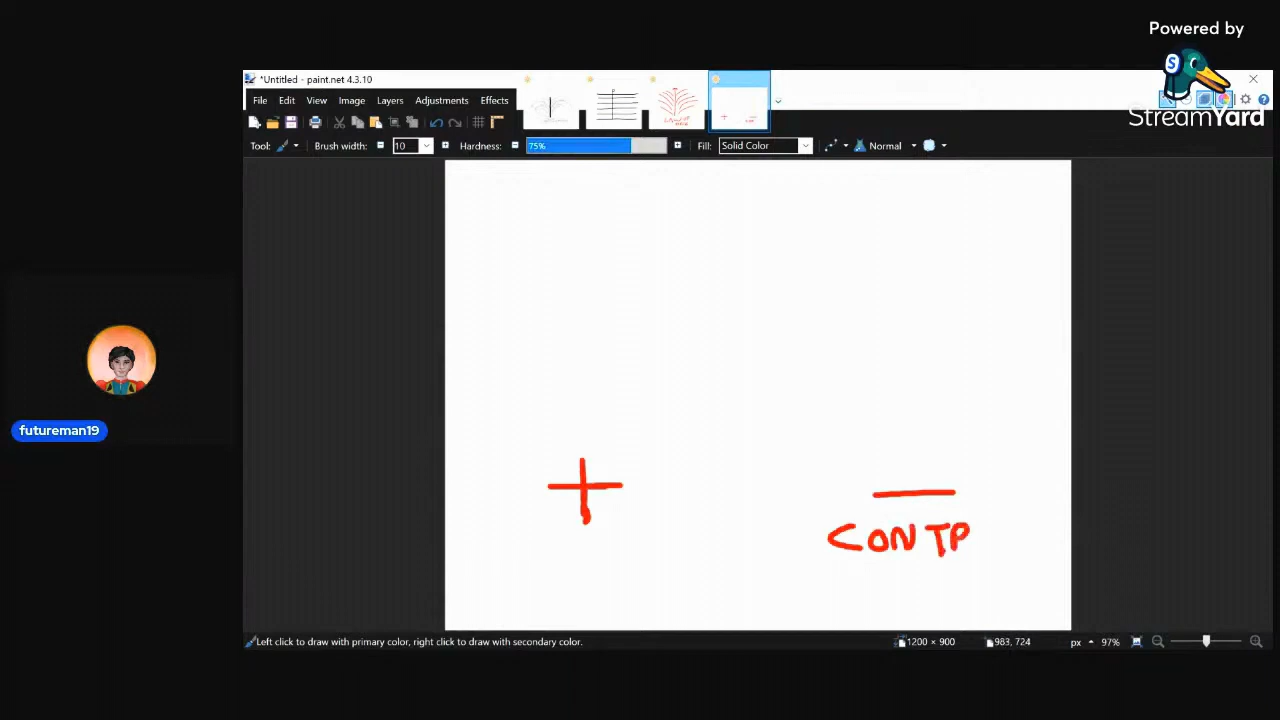 Powered by
StreamYard
*Untitled - paint.net 4.3.10
File Edit View Image Layers Adjustments Effects
Tool: Brush width: 10 Hardness: 75% Fill: Solid Color Normal
futureman19
+ −
CONTP
Left click to draw with primary color, right click to draw with secondary color. 1200 × 900 983, 724 px 97%